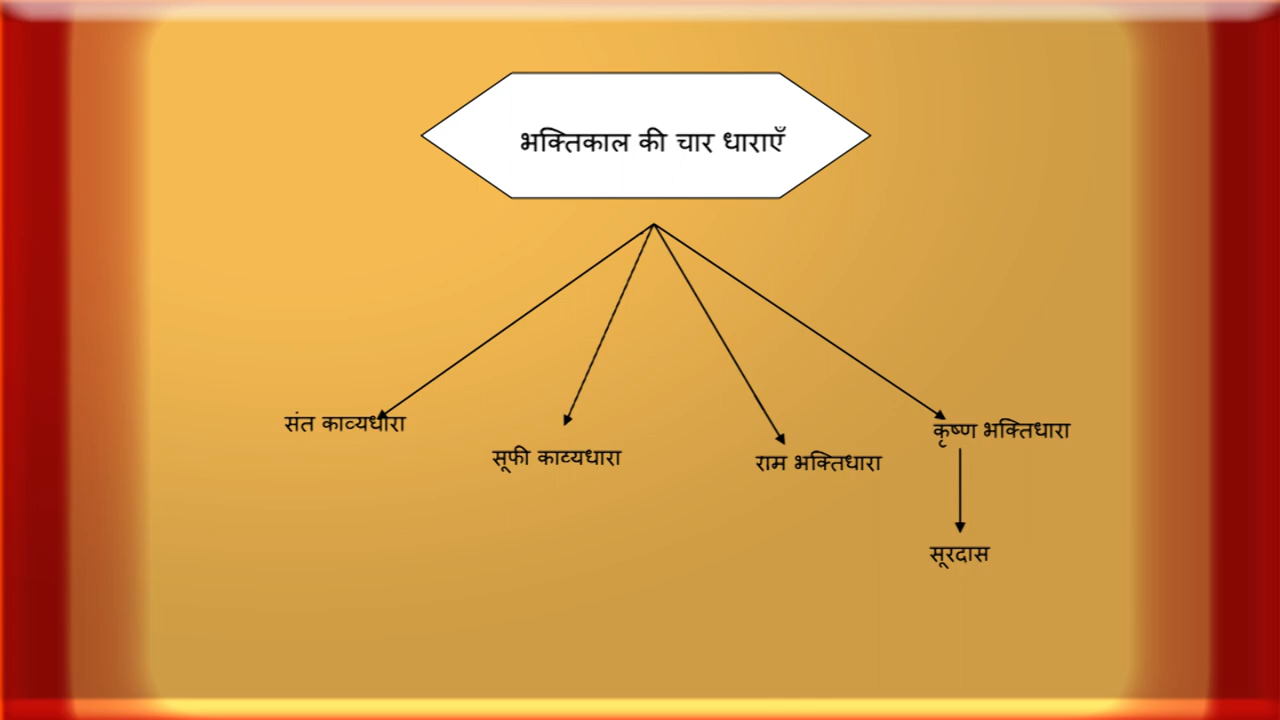 भक्तिकाल की चार धाराएँ
संत काव्यधारा
सूफी काव्यधारा
राम भक्तिधारा
कृष्ण भक्तिधारा
सूरदास